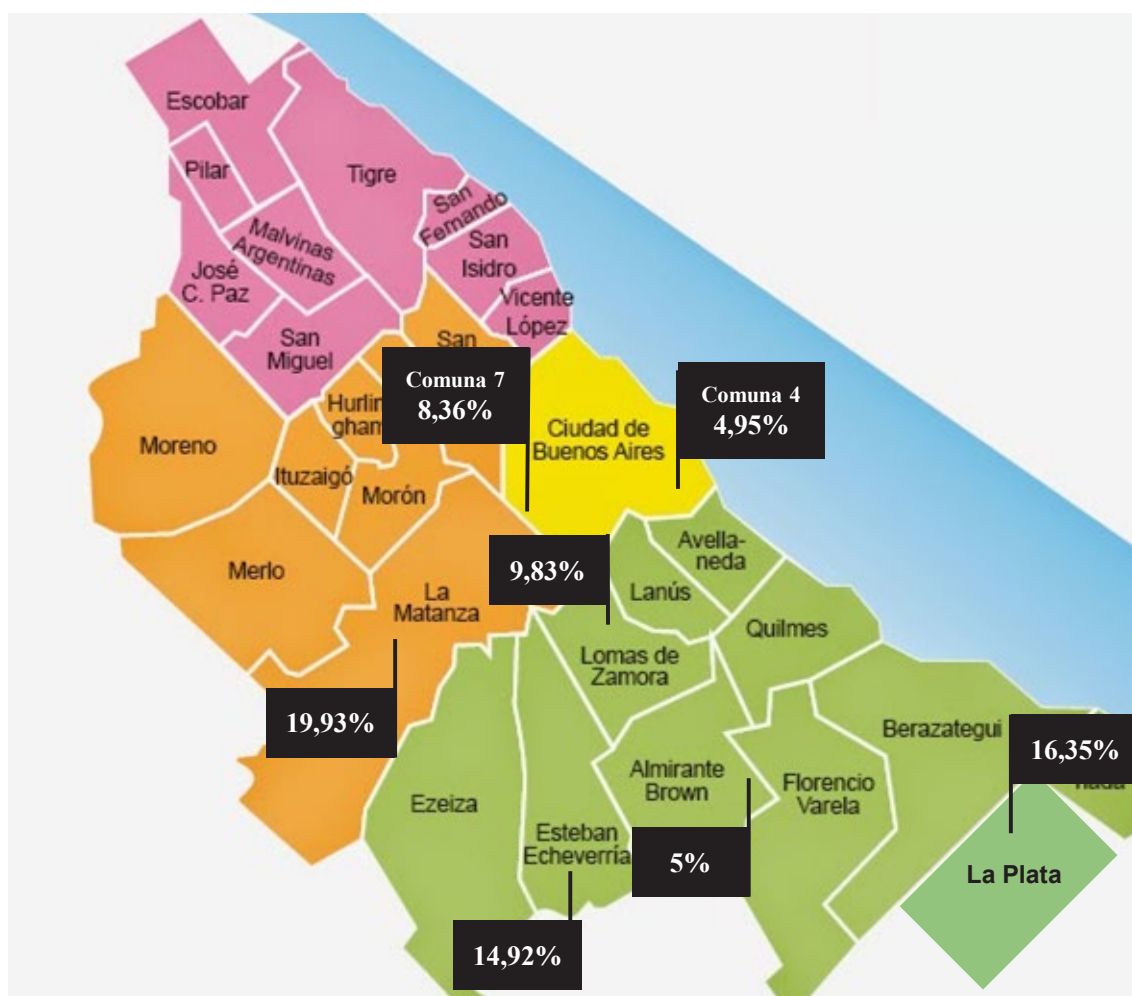 Escobar
Pilar
Tigre
San
Fernando
Malvinas
Argentinas
San
Isidro
José
C. Paz
Vicente
López
San
Miguel
San
Comuna 7
8,36%
Comuna 4
4,95%
Hurlin
gham
Ciudad de
Buenos Aires
Moreno
Ituzaigó
Morón
Avella-
neda
9,83%
Merlo
La
Matanza
Lanús
Quilmes
Lomas de
Zamora
19,93%
Berazategui
16,35%
Almirante
Brown
Florencio
Varela
nada
Ezeiza
Esteban
Echeverría
5%
La Plata
14,92%